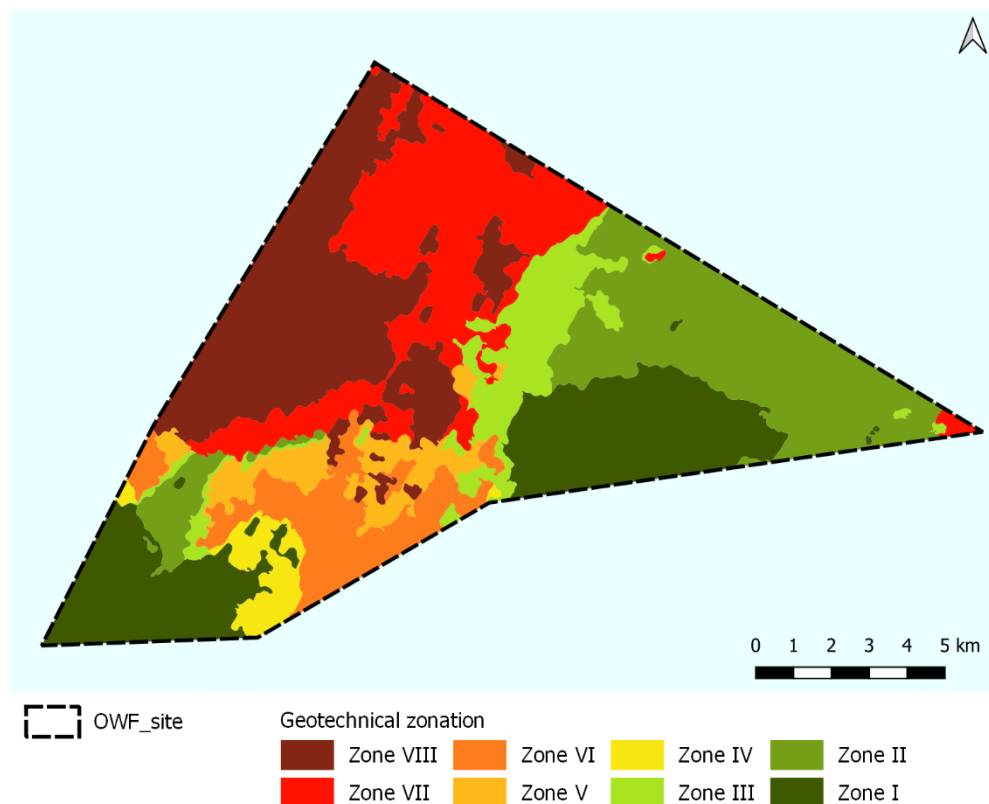 0 1 2 3 4 5 km
OWF_site
Geotechnical zonation
Zone VIII Zone VI Zone IV Zone II
Zone VII Zone V Zone III Zone I